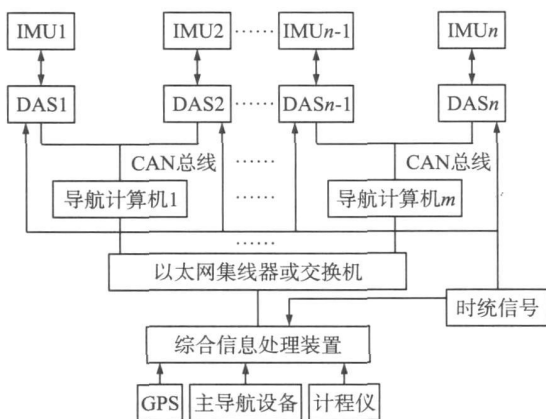 IMU1 IMU2 …… IMUn-1 IMUn
DAS1 DAS2 …… DASn-1 DASn
CAN总线 …… CAN总线
导航计算机1 …… 导航计算机m
……
以太网集线器或交换机
时统信号
综合信息处理装置
GPS 主导航设备 计程仪